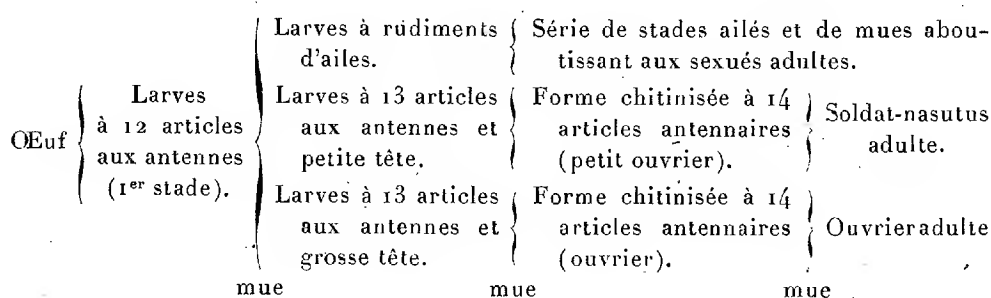 Larves à rudiments
d'ailes.
Série de stades ailés et de mues abou-
tissant aux sexués adultes.
OEuf
Larves
à 12 articles
aux antennes
(1er stade).
Larves à 13 articles
aux antennes et
petite tête.
Forme chitinisée à 14
articles antennaires
(petit ouvrier).
Soldat-nasutus
adulte.
Larves à 13 articles
aux antennes et
grosse tête.
Forme chitinisée à 14
articles antennaires
(ouvrier).
Ouvrier adulte
mue mue mue